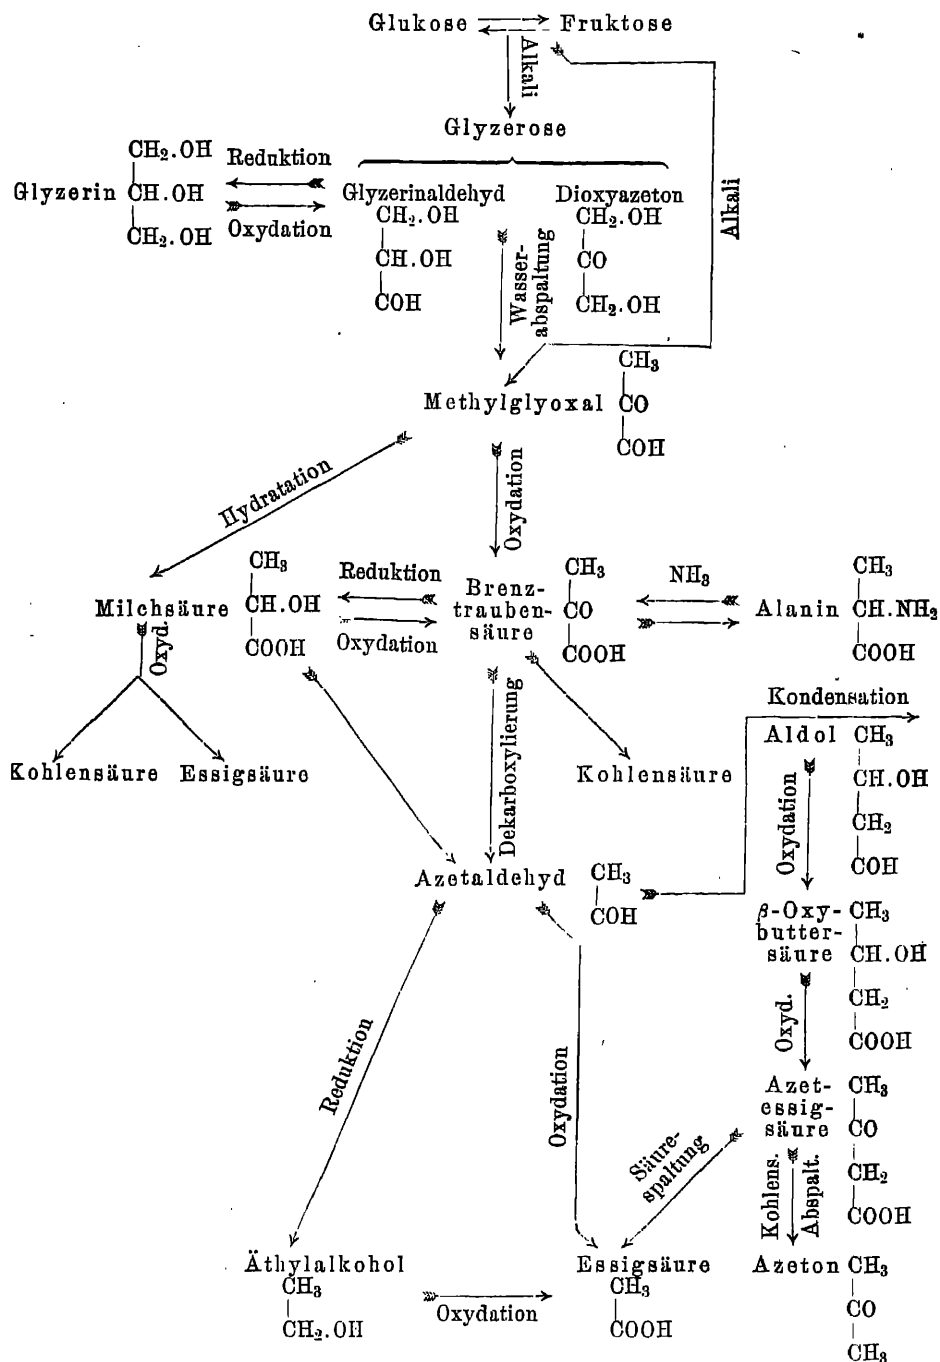 Glukose Fruktose
Alkali
Glyzerose
CH₂.OH
Reduktion
Glyzerin CH.OH
Glyzerinaldehyd Dioxyazeton
Oxydation
CH₂.OH
CH₂.OH CH₂.OH
CH.OH CO
COH CH₂.OH
Wasser-
abspaltung
Alkali
CH₃
Methylglyoxal CO
COH
Hydratation
Oxydation
CH₃ Reduktion Brenz- CH₃ NH₃ CH₃
Milchsäure CH.OH trauben- CO Alanin CH.NH₂
COOH Oxydation säure COOH COOH
Oxyd.
Kohlensäure Essigsäure
Dekarboxylierung
Kohlensäure
Kondensation
Aldol CH₃
CH.OH
CH₂
COH
Oxydation
Azetaldehyd CH₃
COH
β-Oxy- CH₃
butter-
säure CH.OH
CH₂
COOH
Oxyd.
Reduktion
Oxydation
Azet- CH₃
essig-
säure CO
CH₂
COOH
Säure-
spaltung
Kohlens.
Abspalt.
Äthylalkohol Essigsäure Azeton CH₃
CH₃ CH₃
CO
CH₂.OH Oxydation COOH
CH₃